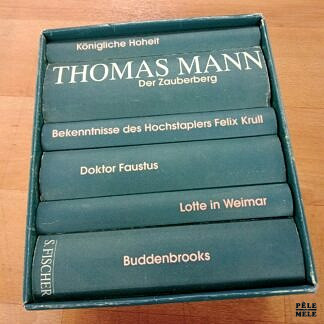 Königliche Hoheit
THOMAS MANN
Der Zauberberg
Bekenntnisse des Hochstaplers Felix Krull
Doktor Faustus
Lotte in Weimar
Buddenbrooks
S. FISCHER
PÊLE
MÊLE